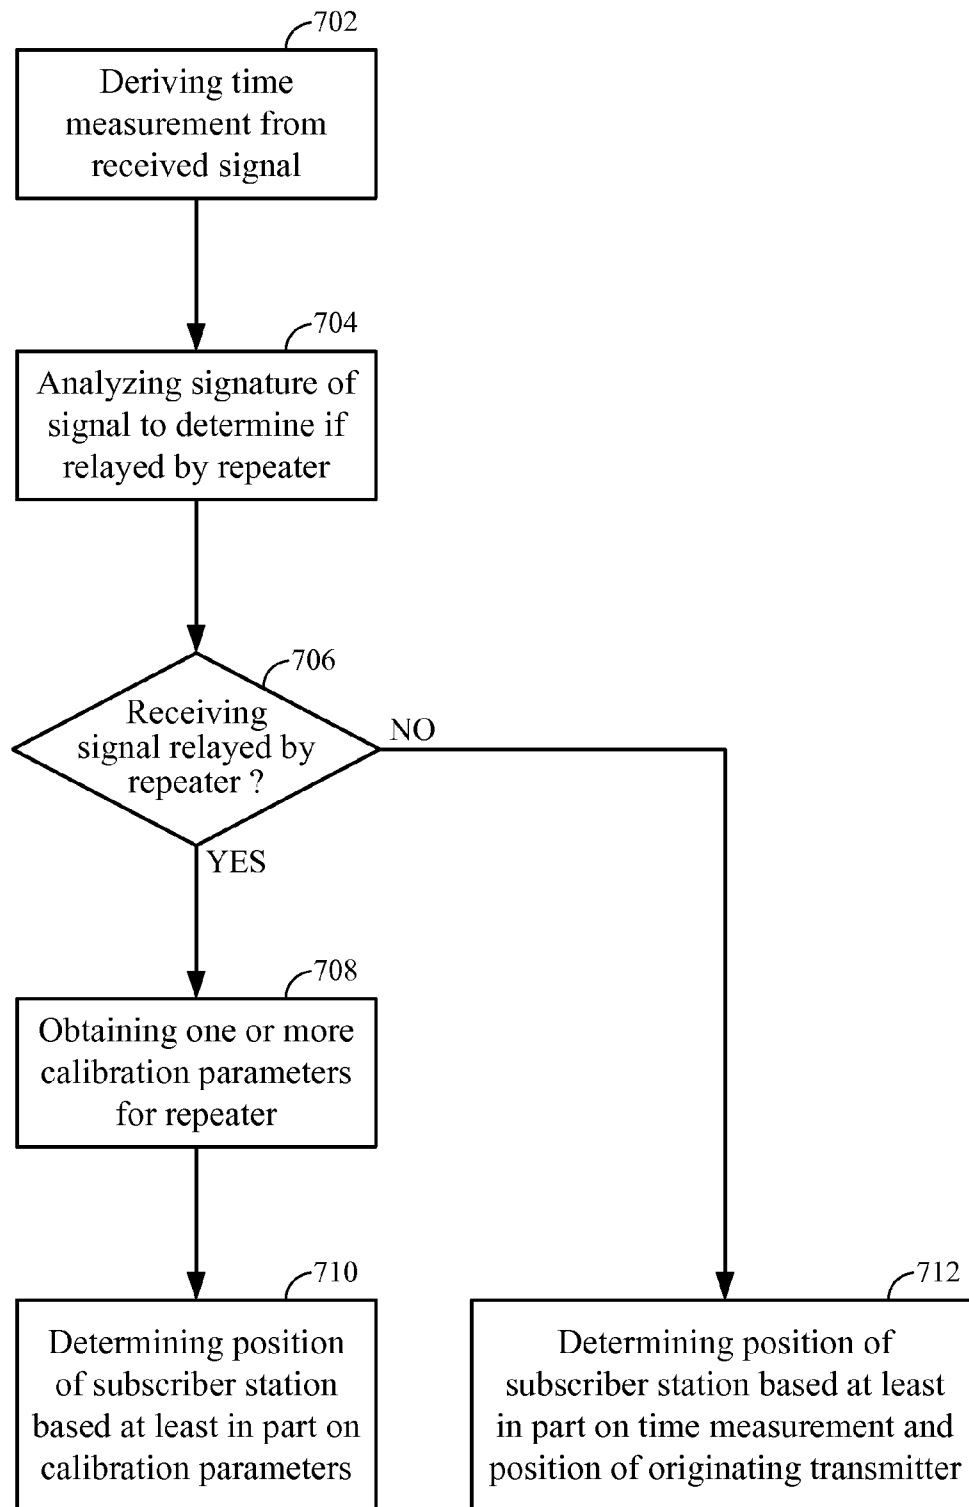 702
Deriving time
measurement from
received signal
704
Analyzing signature of
signal to determine if
relayed by repeater
706
Receiving
signal relayed by
repeater ?
NO
YES
708
Obtaining one or more
calibration parameters
for repeater
710
Determining position
of subscriber station
based at least in part on
calibration parameters
712
Determining position of
subscriber station based at least
in part on time measurement and
position of originating transmitter